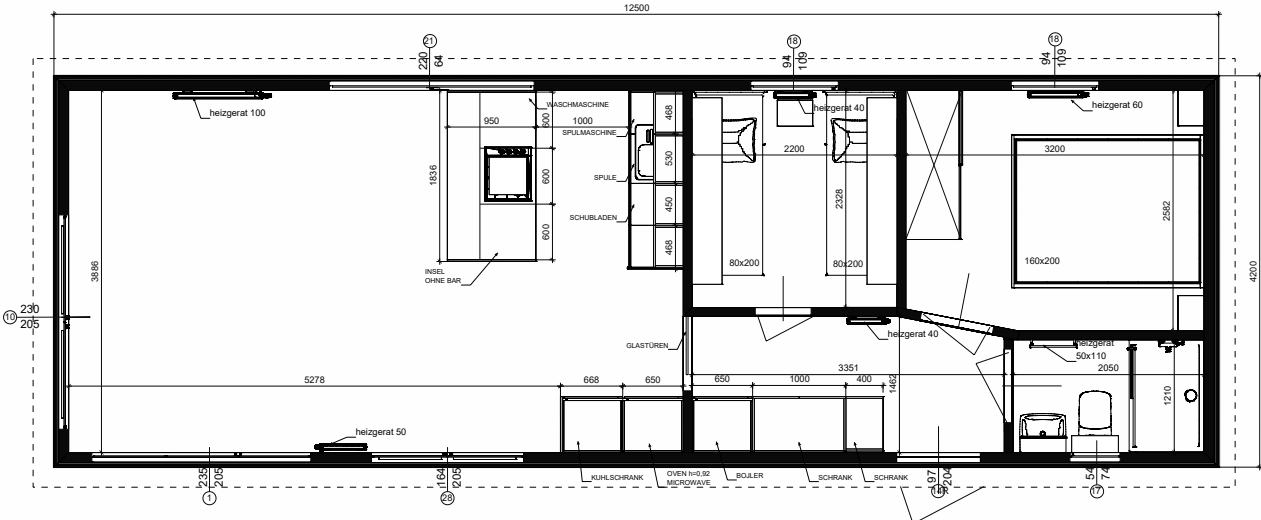 12500
21
220
64
18
94
109
18
94
109
heizgerat 100
WASCHMASCHINE
950
600
1000
SPULMASCHINE
468
heizgerat 40
heizgerat 60
2200
3200
1836
600
530
SPULE
SCHUBLADEN
450
2328
2582
600
468
80x200
80x200
160x200
INSEL
OHNE BAR
3886
4200
10
230
205
GLASTÜREN
heizgerat 40
heizgerat
50x110
5278
668
650
3351
650
1000
400
1462
2050
1210
heizgerat 50
235
205
1
164
205
28
KUHLSCHRANK
OVEN h=0,92
MICROWAVE
BOJLER
SCHRANK
SCHRANK
97
204
14R
54
74
17